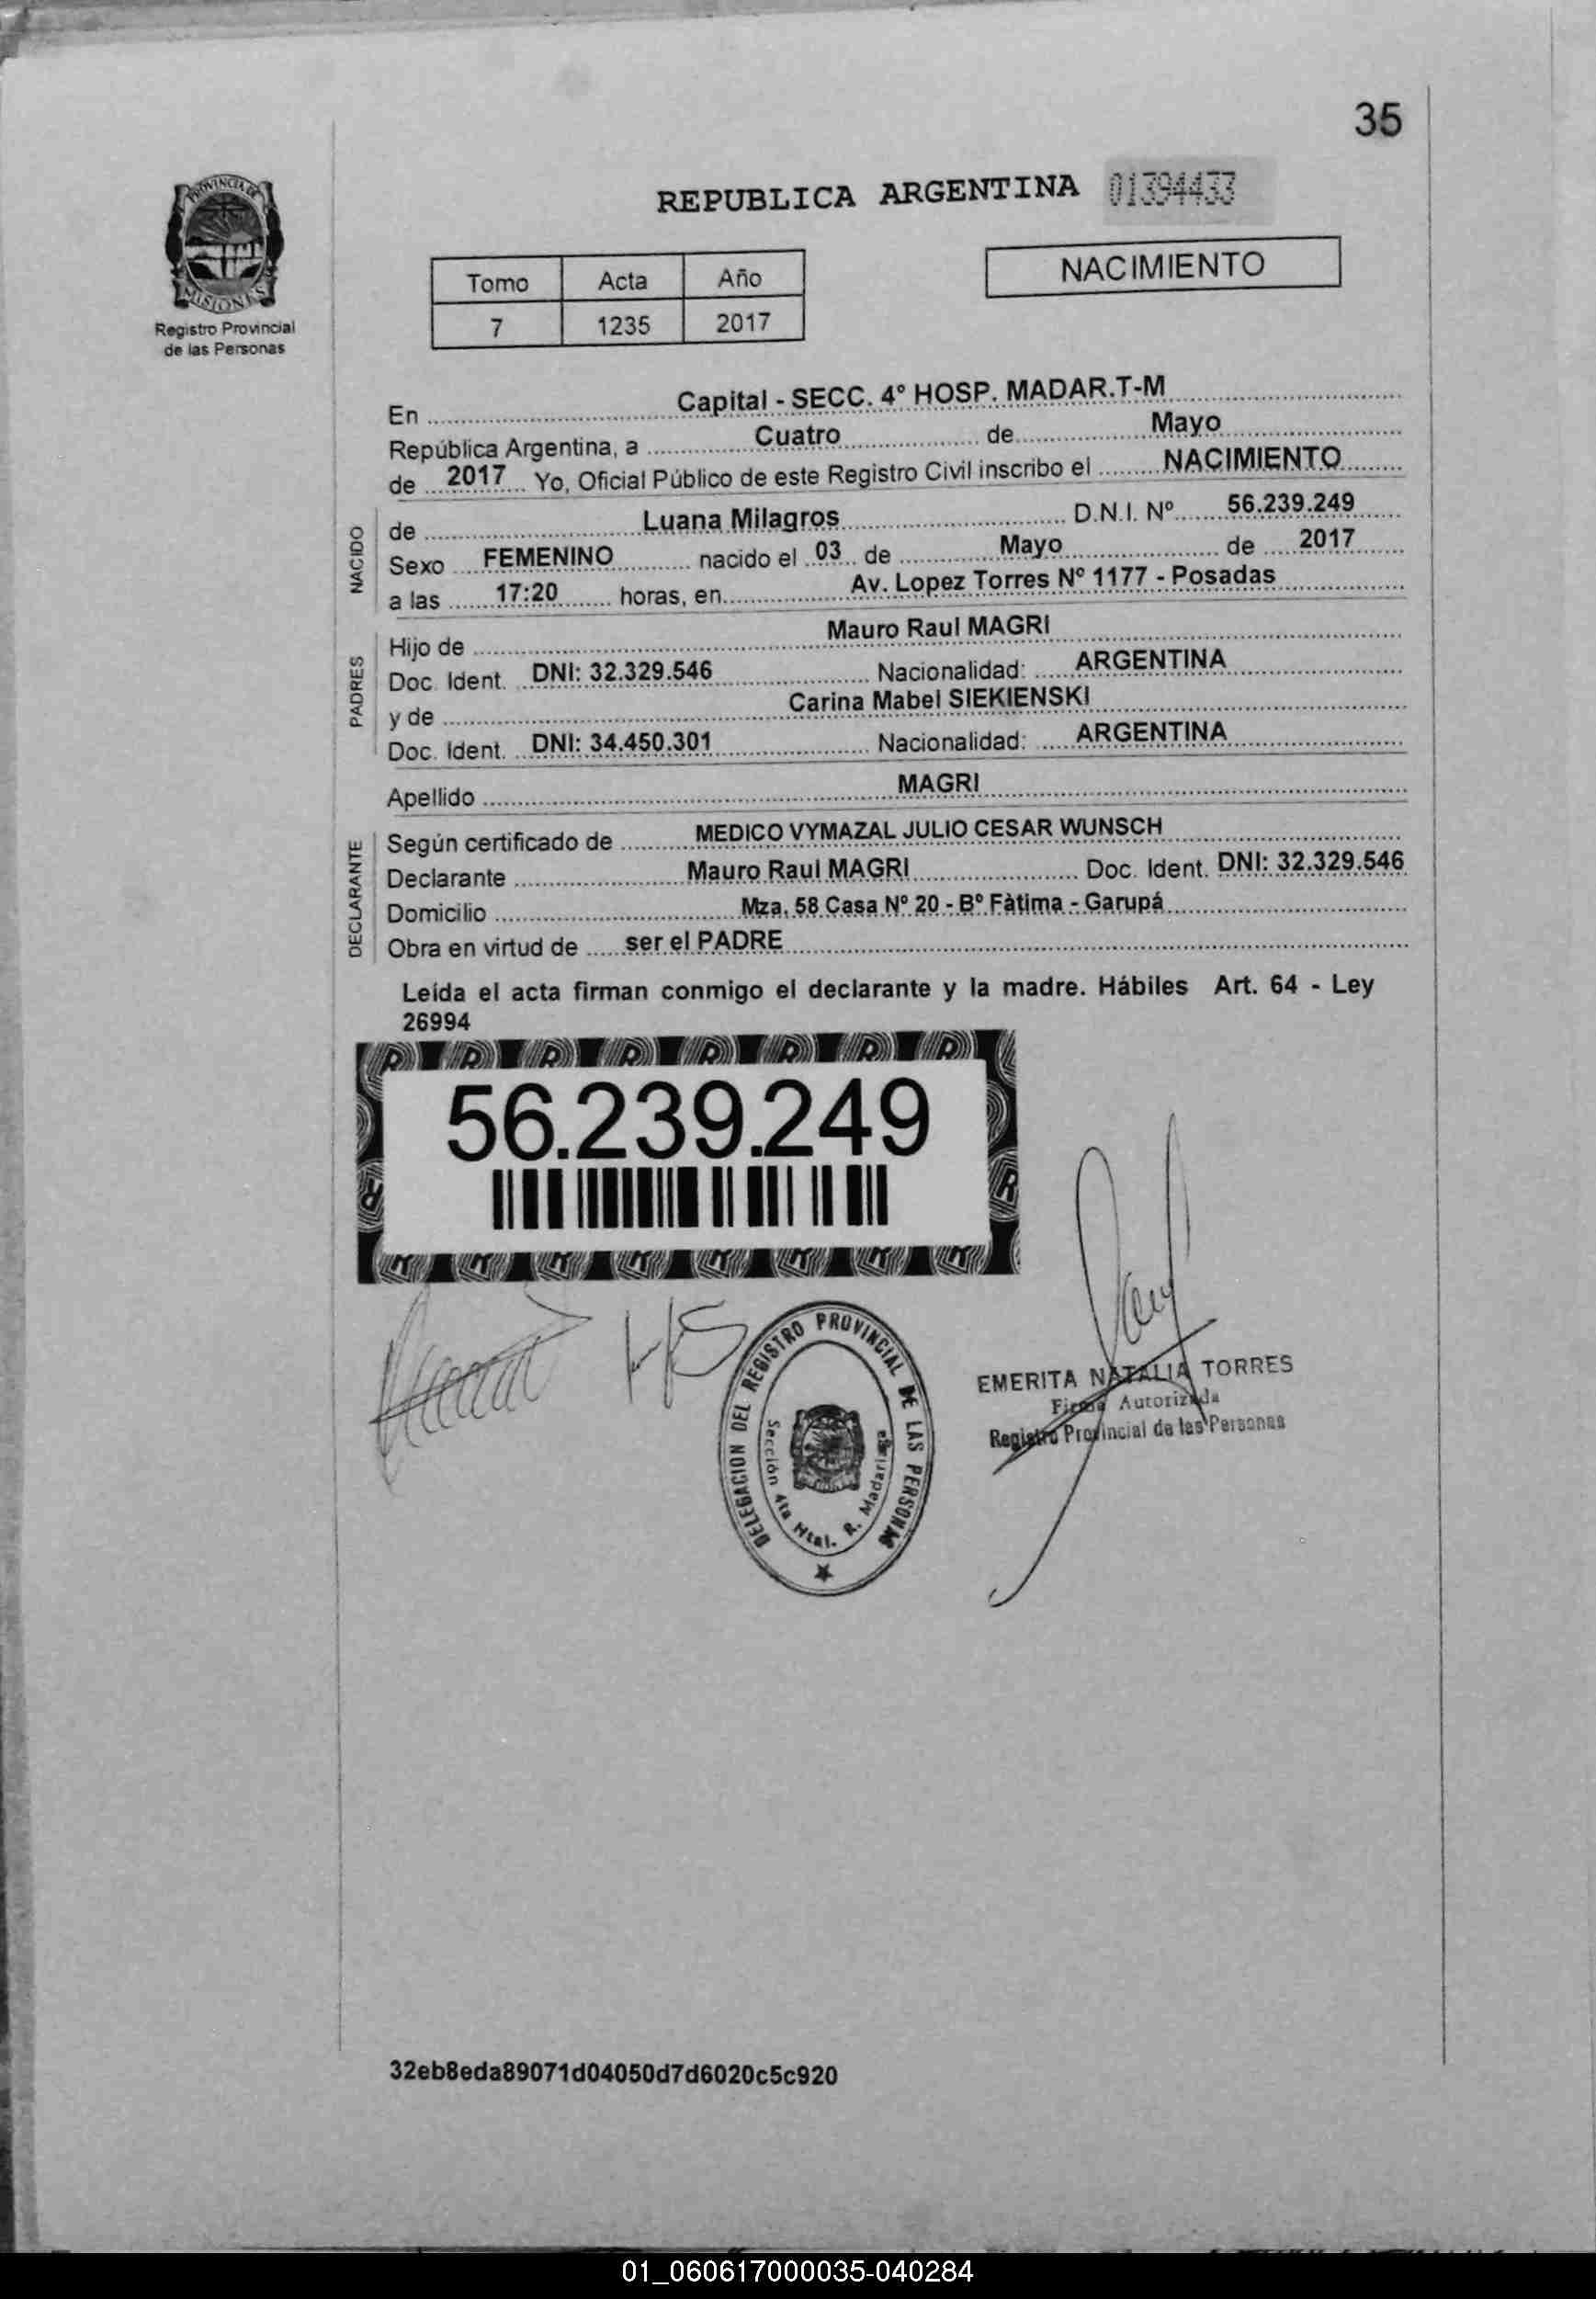 35
PROVINCIA DE
MISIONES
Registro Provincial
de las Personas
REPUBLICA ARGENTINA 01394433
Tomo Acta Año
7 1235 2017
NACIMIENTO
En Capital - SECC. 4° HOSP. MADAR.T-M
República Argentina, a Cuatro de Mayo
de 2017 Yo, Oficial Público de este Registro Civil inscribo el NACIMIENTO
NACIDO
de Luana Milagros D.N.I. Nº 56.239.249
Sexo FEMENINO nacido el 03 de Mayo de 2017
a las 17:20 horas, en Av. Lopez Torres Nº 1177 - Posadas
PADRES
Hijo de Mauro Raul MAGRI
Doc. Ident. DNI: 32.329.546 Nacionalidad: ARGENTINA
y de Carina Mabel SIEKIENSKI
Doc. Ident. DNI: 34.450.301 Nacionalidad: ARGENTINA
Apellido MAGRI
DECLARANTE
Según certificado de MEDICO VYMAZAL JULIO CESAR WUNSCH
Declarante Mauro Raul MAGRI Doc. Ident. DNI: 32.329.546
Domicilio Mza. 58 Casa Nº 20 - Bº Fàtima - Garupá
Obra en virtud de ser el PADRE
Leída el acta firman conmigo el declarante y la madre. Hábiles Art. 64 - Ley
26994
56.239.249
DELEGACION DEL REGISTRO PROVINCIAL DE LAS PERSONAS
Sección 4ta Htal. R. Madariaga
EMERITA NATALIA TORRES
Firma Autorizada
Registro Provincial de las Personas
32eb8eda89071d04050d7d6020c5c920
01_060617000035-040284